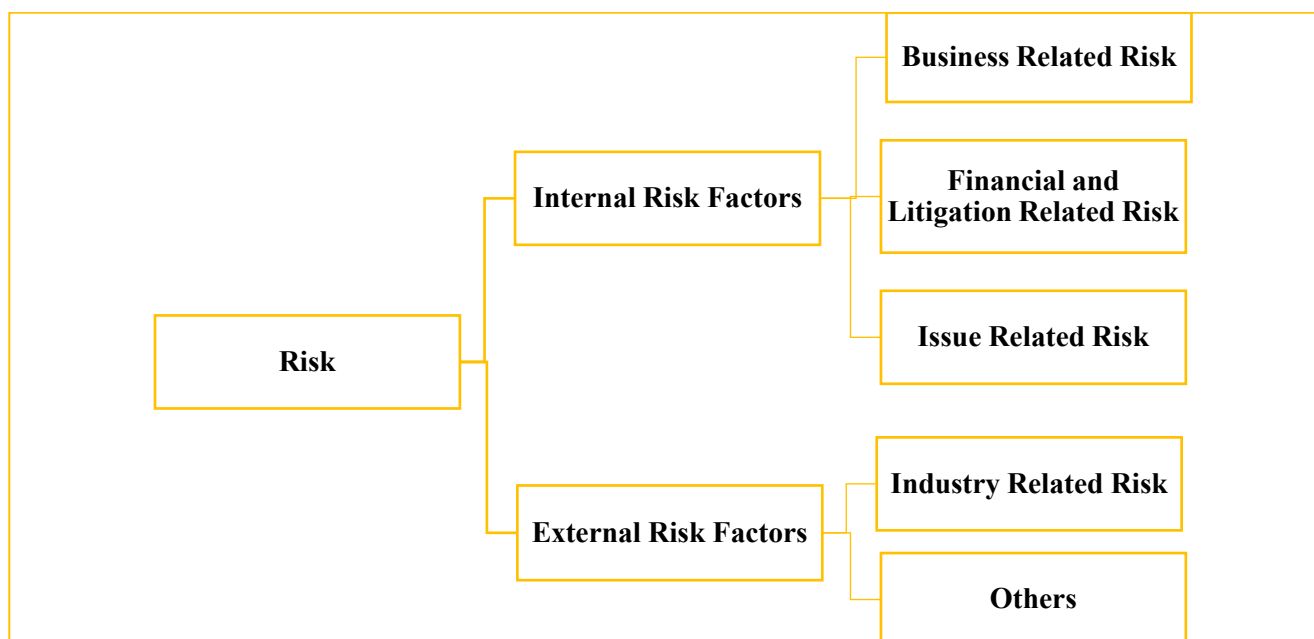 Risk
Internal Risk Factors
Business Related Risk
Financial and
Litigation Related Risk
Issue Related Risk
External Risk Factors
Industry Related Risk
Others